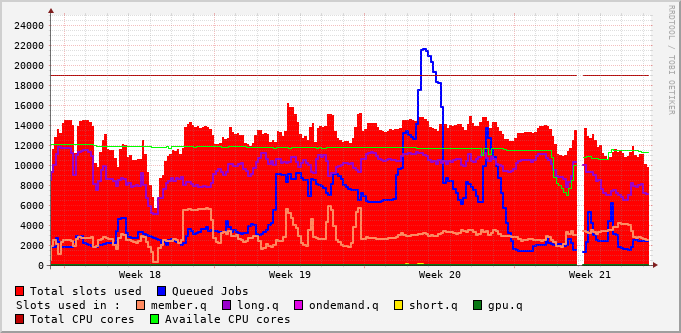 24000
22000
20000
18000
16000
14000
12000
10000
8000
6000
4000
2000
0
Week 18 Week 19 Week 20 Week 21
Total slots used Queued Jobs
Slots used in : member.q long.q ondemand.q short.q gpu.q
Total CPU cores Availale CPU cores
RRDTOOL / TOBI OETIKER